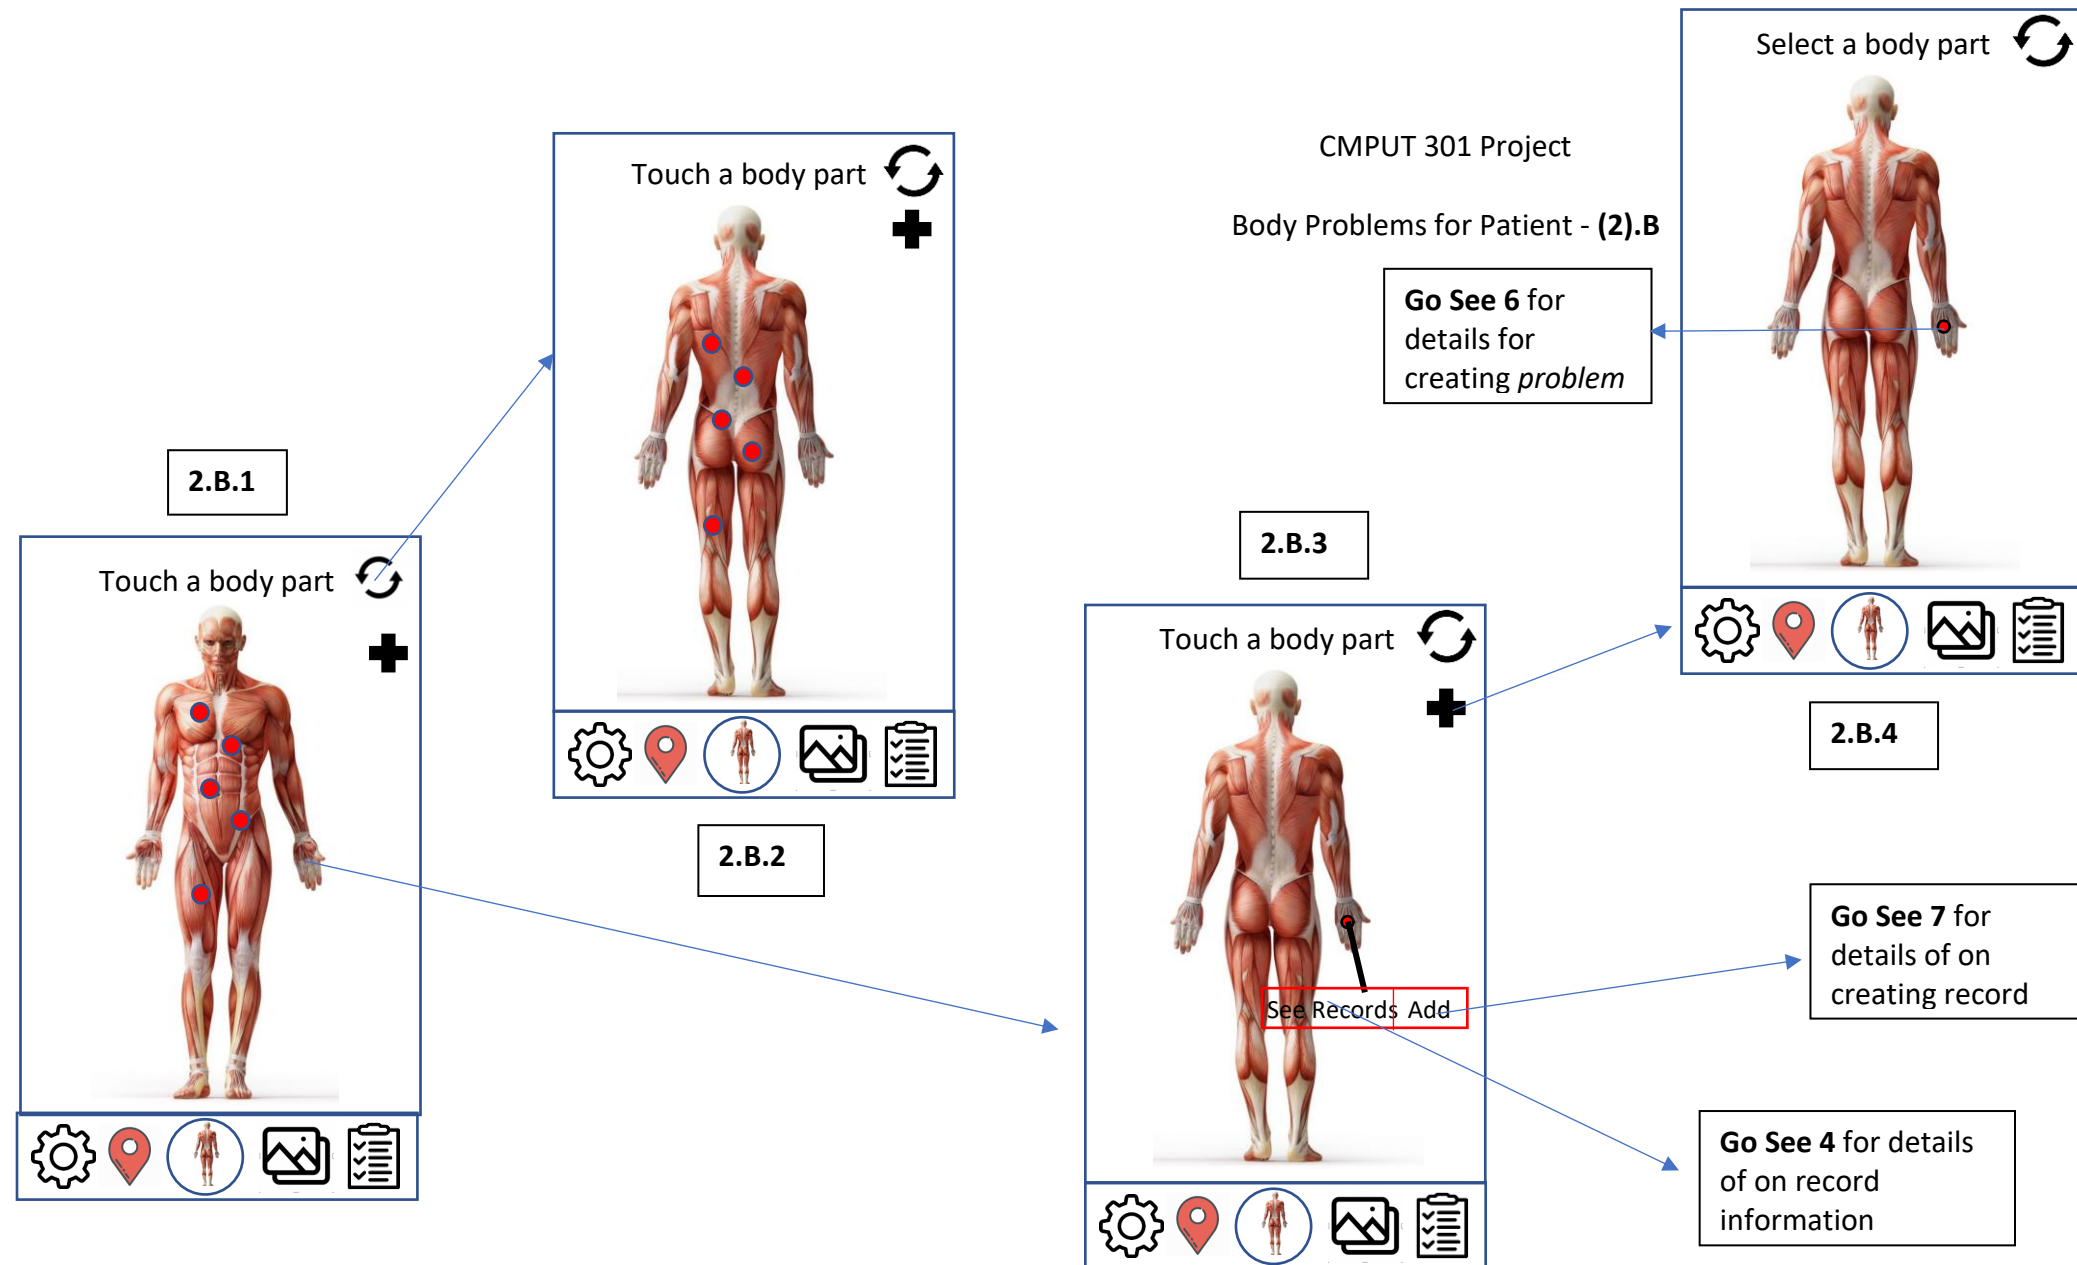 CMPUT 301 Project
Body Problems for Patient - (2).B
2.B.1
Touch a body part
Touch a body part
2.B.2
2.B.3
Touch a body part
See Records
Add
Select a body part
2.B.4
Go See 6 for
details for
creating problem
Go See 7 for
details of on
creating record
Go See 4 for details
of on record
information